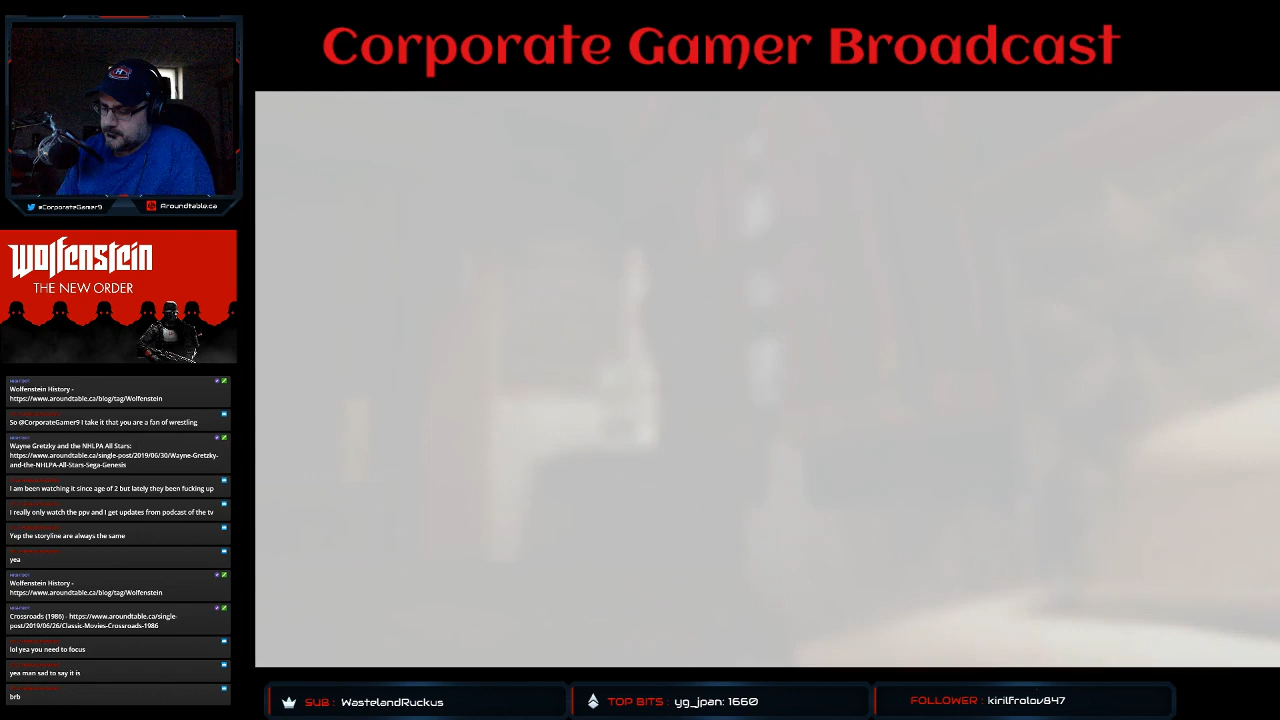 Corporate Gamer Broadcast
@CorporateGamer9
Aroundtable.ca
Wolfenstein
THE NEW ORDER
NIGHTBOT
Wolfenstein History -
https://www.aroundtable.ca/blog/tag/Wolfenstein
So @CorporateGamer9 I take it that you are a fan of wrestling
NIGHTBOT
Wayne Gretzky and the NHLPA All Stars:
https://www.aroundtable.ca/single-post/2019/06/30/Wayne-Gretzky-
and-the-NHLPA-All-Stars-Sega-Genesis
I am been watching it since age of 2 but lately they been fucking up
I really only watch the ppv and I get updates from podcast of the tv
Yep the storyline are always the same
yea
NIGHTBOT
Wolfenstein History -
https://www.aroundtable.ca/blog/tag/Wolfenstein
NIGHTBOT
Crossroads (1986) - https://www.aroundtable.ca/single-
post/2019/06/26/Classic-Movies-Crossroads-1986
lol yea you need to focus
yea man sad to say it is
brb
SUB : WastelandRuckus
TOP BITS : yg_jpan: 1660
FOLLOWER : kirilfrolov847